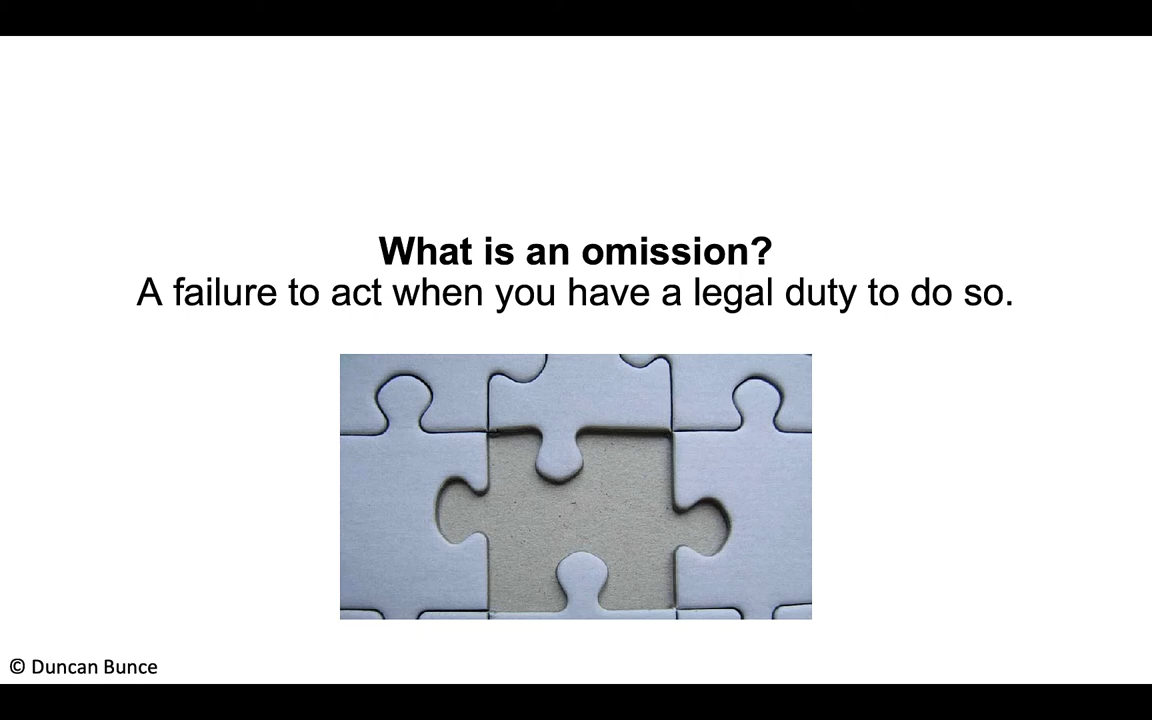 What is an omission?
A failure to act when you have a legal duty to do so.
© Duncan Bunce